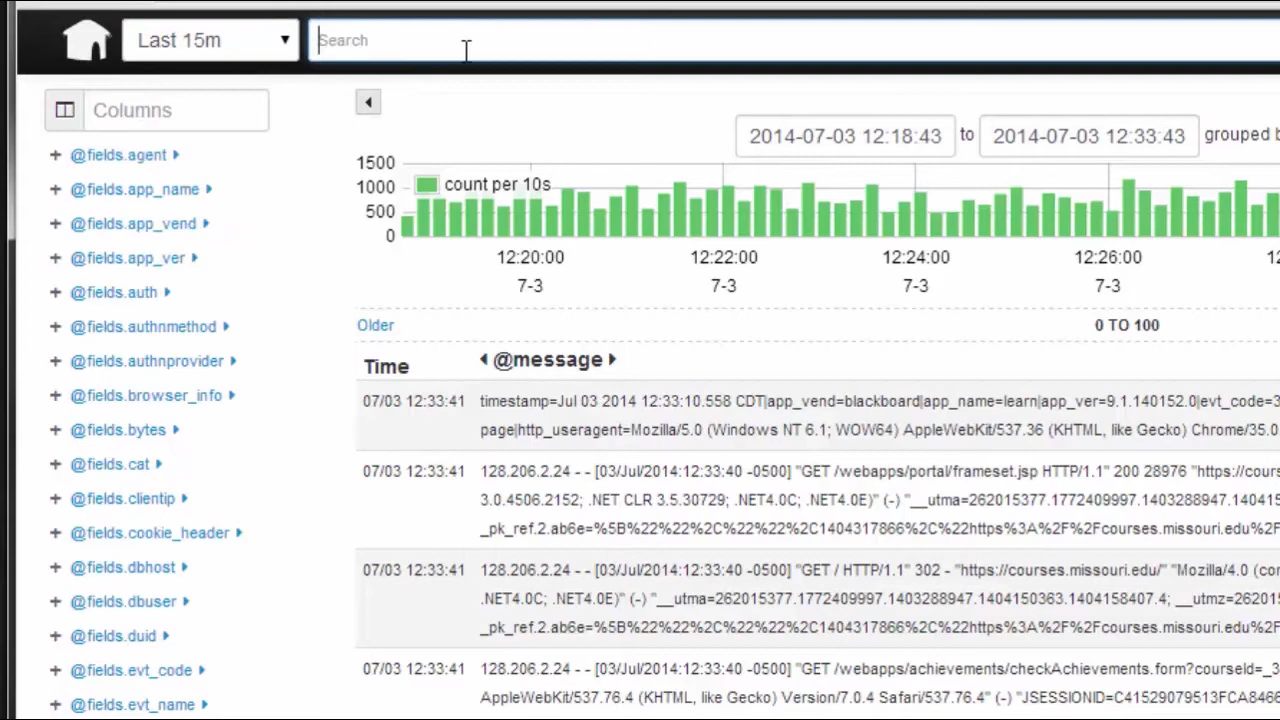 Last 15m ▼ Search
Columns
2014-07-03 12:18:43 to 2014-07-03 12:33:43 grouped
+ @fields.agent
+ @fields.app_name
+ @fields.app_vend
+ @fields.app_ver
+ @fields.auth
+ @fields.authnmethod
+ @fields.authnprovider
+ @fields.browser_info
+ @fields.bytes
+ @fields.cat
+ @fields.clientip
+ @fields.cookie_header
+ @fields.dbhost
+ @fields.dbuser
+ @fields.duid
+ @fields.evt_code
+ @fields.evt_name
1500
1000
500
0
count per 10s
12:20:00 12:22:00 12:24:00 12:26:00
7-3 7-3 7-3 7-3
Older 0 TO 100
Time @message
07/03 12:33:41 timestamp=Jul 03 2014 12:33:10.558 CDT|app_vend=blackboard|app_name=learn|app_ver=9.1.140152.0|evt_code=3
page|http_useragent=Mozilla/5.0 (Windows NT 6.1; WOW64) AppleWebKit/537.36 (KHTML, like Gecko) Chrome/35.0
07/03 12:33:41 128.206.2.24 - - [03/Jul/2014:12:33:40 -0500] "GET /webapps/portal/frameset.jsp HTTP/1.1" 200 28976 "https://cours
3.0.4506.2152; .NET CLR 3.5.30729; .NET4.0C; .NET4.0E)" (-) "__utma=262015377.1772409997.1403288947.140415
_pk_ref.2.ab6e=%5B%22%22%2C%22%22%2C1404317866%2C%22https%3A%2F%2Fcourses.missouri.edu%2F
07/03 12:33:41 128.206.2.24 - - [03/Jul/2014:12:33:40 -0500] "GET / HTTP/1.1" 302 - "https://courses.missouri.edu/" "Mozilla/4.0 (com
.NET4.0C; .NET4.0E)" (-) "__utma=262015377.1772409997.1403288947.1404150363.1404158407.4; __utmz=262015
_pk_ref.2.ab6e=%5B%22%22%2C%22%22%2C1404317866%2C%22https%3A%2F%2Fcourses.missouri.edu%2F
07/03 12:33:41 128.206.2.24 - - [03/Jul/2014:12:33:40 -0500] "GET /webapps/achievements/checkAchievements.form?courseId=_3
AppleWebKit/537.76.4 (KHTML, like Gecko) Version/7.0.4 Safari/537.76.4" (-) "JSESSIONID=C41529079513FCA846